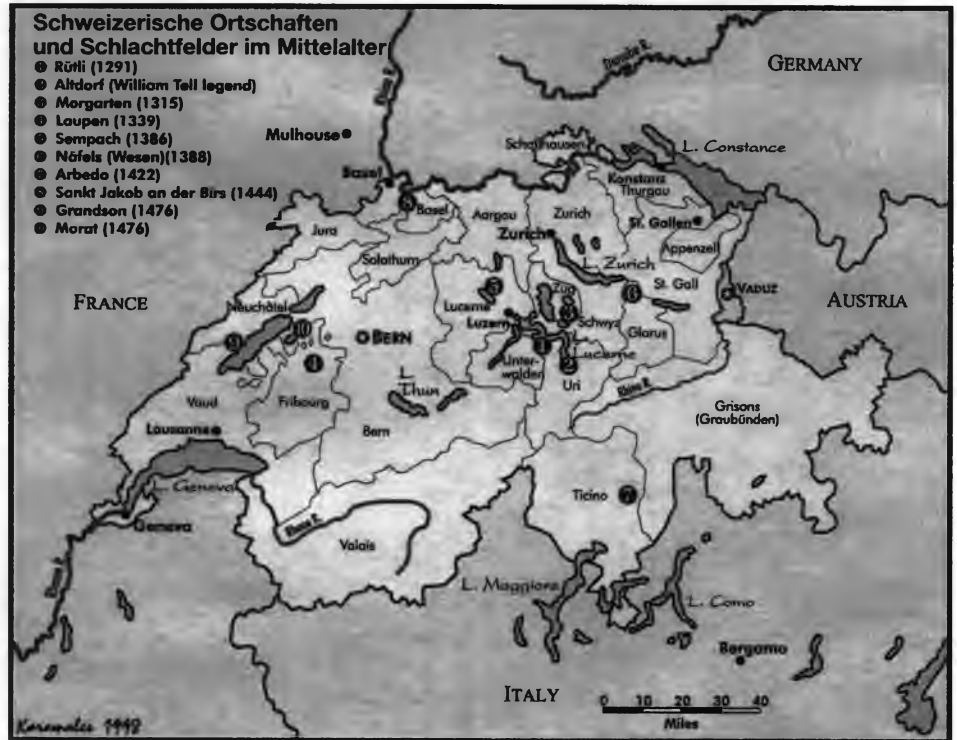 Schweizerische Ortschaften
und Schlachtfelder im Mittelalter
Rütli (1291)
Altdorf (William Tell legend)
Morgarten (1315)
Laupen (1339)
Sempach (1386)
Näfels (Wesen)(1388)
Arbedo (1422)
Sankt Jakob an der Birs (1444)
Grandson (1476)
Morat (1476)
GERMANY
Danube R.
Mulhouse
Schaffhausen
L. Constance
Basel
Konstanz
Thurgau
Basel
Aargau
Zurich
St. Gallen
Jura
Zurich
Appenzell
Solothurn
L. Zurich
FRANCE
St. Gall
VADUZ
AUSTRIA
Neuchâtel
Lucerne
Zug
Luzern
Schwyz
Glarus
BERN
L.
Lucerne
Unter-
walden
Uri
L.
Thun
Rhine R.
Vaud
Fribourg
Grisons
(Graubünden)
Lausanne
Bern
L. Geneva
Ticino
7
Geneva
Rhone R.
Valais
L. Maggiore
L. Como
Bergamo
ITALY
0 10 20 30 40
Miles